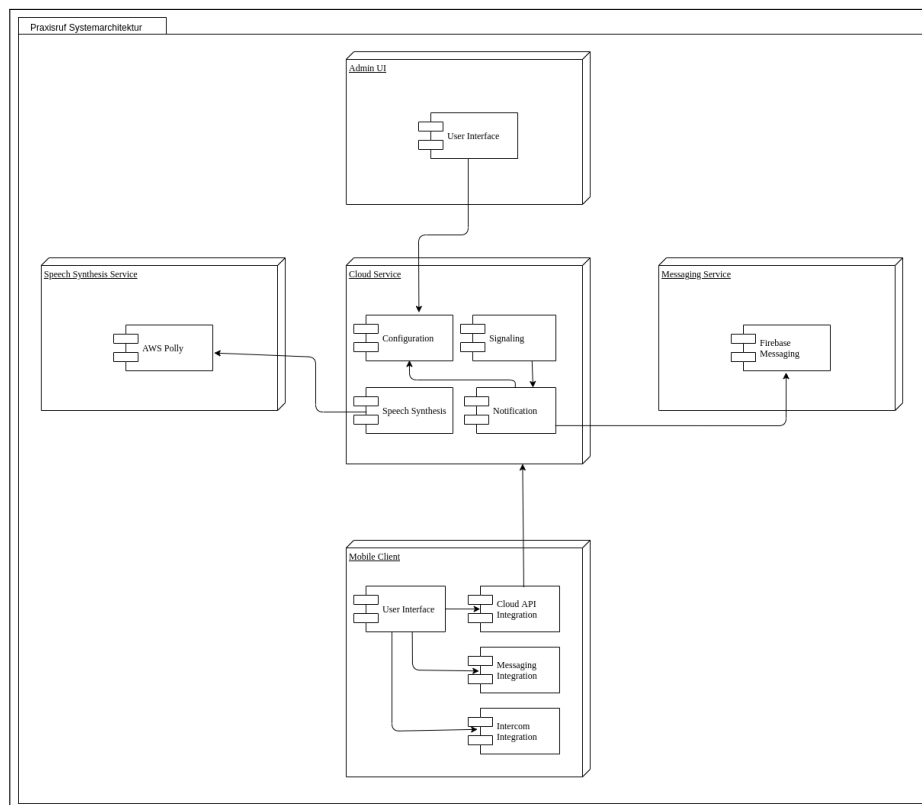 Praxisruf Systemarchitektur
Admin UI
User Interface
Speech Synthesis Service
AWS Polly
Cloud Service
Configuration
Signaling
Speech Synthesis
Notification
Messaging Service
Firebase
Messaging
Mobile Client
User Interface
Cloud API
Integration
Messaging
Integration
Intercom
Integration